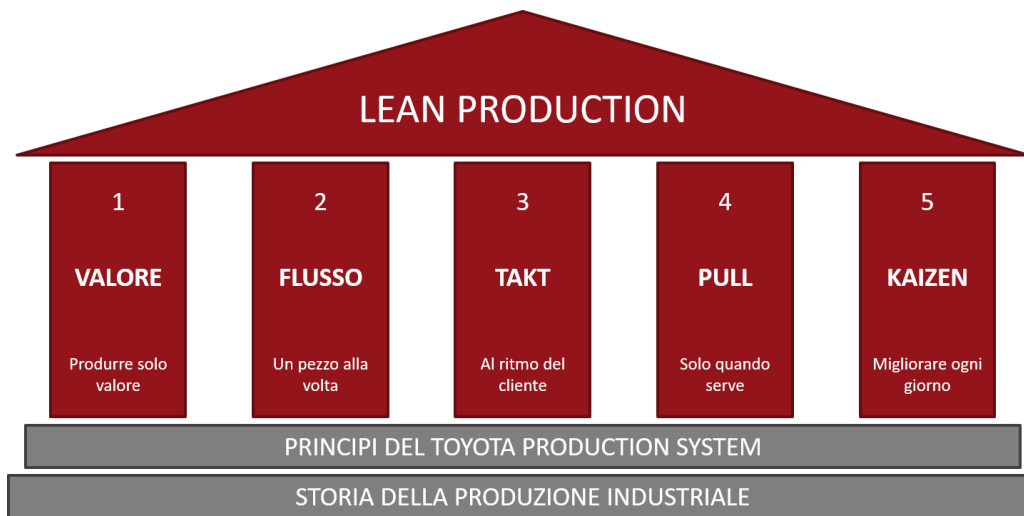 LEAN PRODUCTION
1
VALORE
Produrre solo
valore
2
FLUSSO
Un pezzo alla
volta
3
TAKT
Al ritmo del
cliente
4
PULL
Solo quando
serve
5
KAIZEN
Migliorare ogni
giorno
PRINCIPI DEL TOYOTA PRODUCTION SYSTEM
STORIA DELLA PRODUZIONE INDUSTRIALE